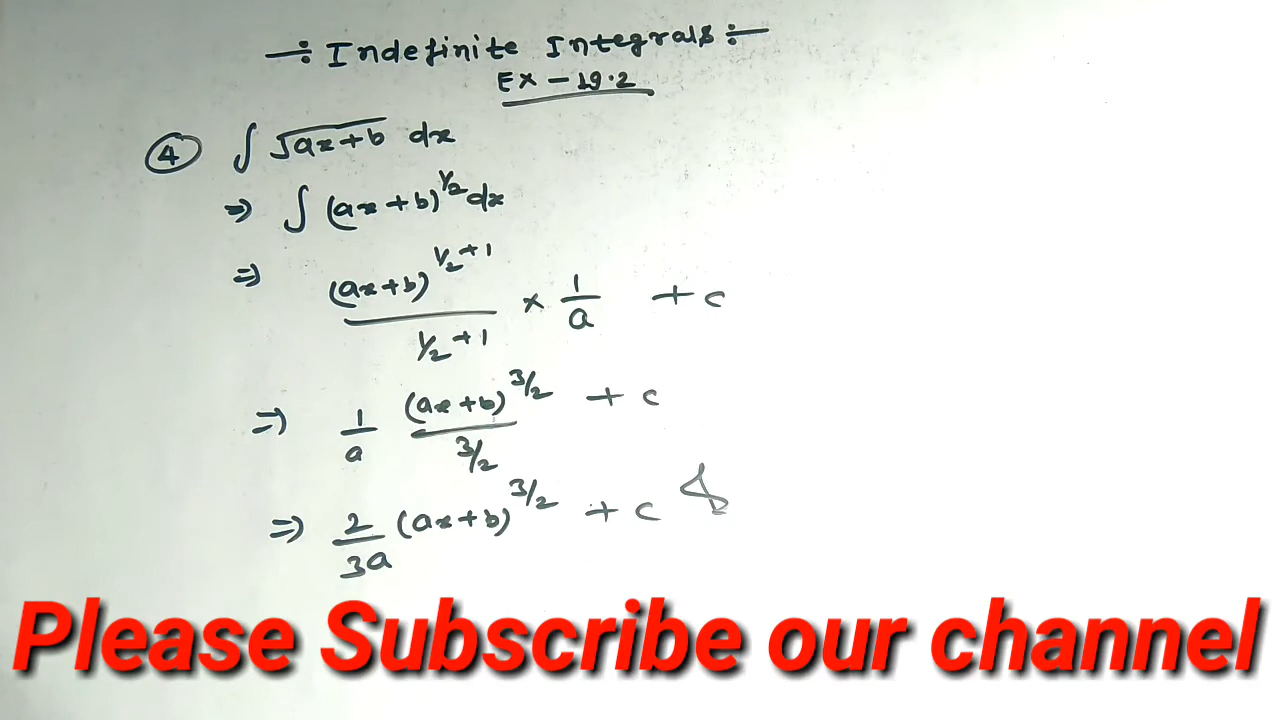 ÷ Indefinite Integrals ÷
EX - 19.2
④ ∫ √ax+b dx
⇒ ∫ (ax+b)^1/2 dx
⇒ (ax+b)^1/2+1 / 1/2+1 × 1/a + c
⇒ 1/a (ax+b)^3/2 / 3/2 + c
⇒ 2/3a (ax+b)^3/2 + c
Please Subscribe our channel